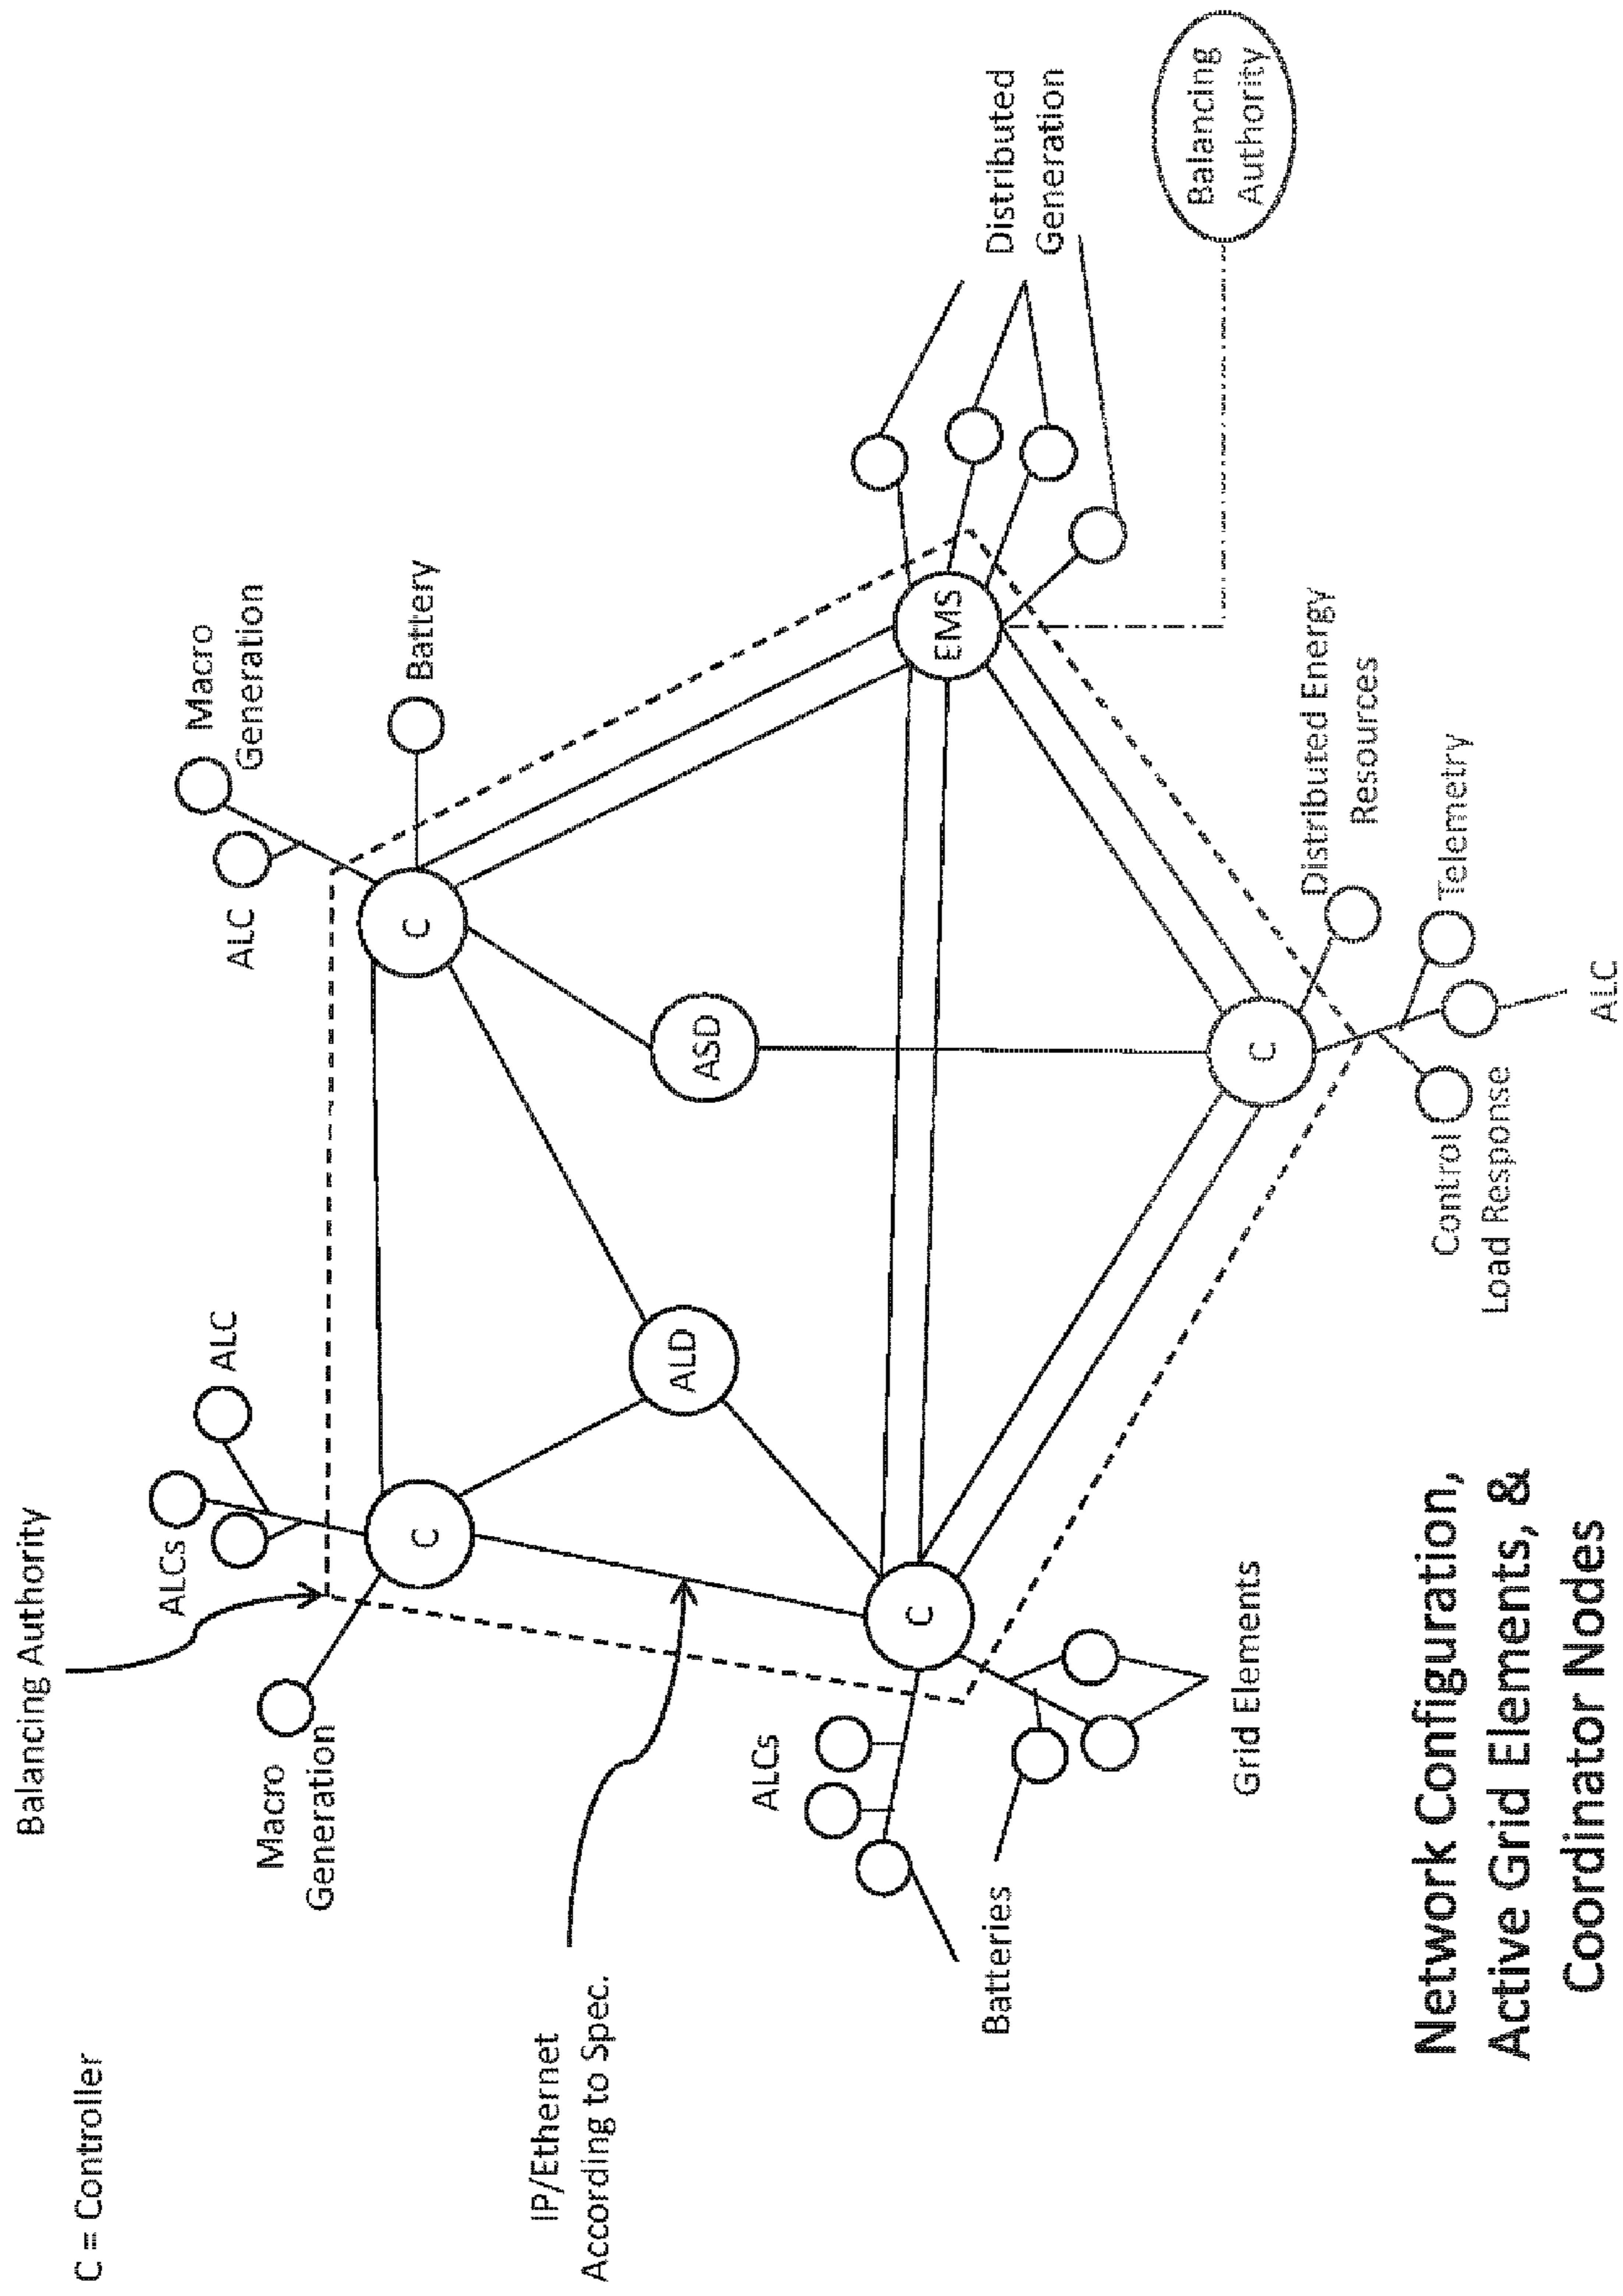 C = Controller
Balancing Authority
IP/Ethernet
According to Spec.
Macro
Generation
ALCs
ALC
C
ALC
Macro
Generation
C
Battery
ALD
ASD
ALCs
Batteries
C
EMS
Distributed
Generation
Balancing
Authority
Grid Elements
C
Distributed Energy
Resources
Control
Load Response
Telemetry
ALC
Network Configuration,
Active Grid Elements, &
Coordinator Nodes